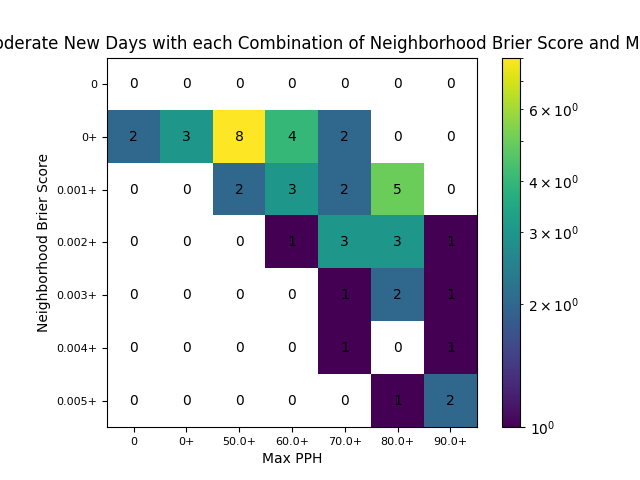 oderate New Days with each Combination of Neighborhood Brier Score and M
0 0 0 0 0 0 0 0
0+ 2 3 8 4 2 0 0
0.001+ 0 0 2 3 2 5 0
0.002+ 0 0 0 1 3 3 1
0.003+ 0 0 0 0 1 2 1
0.004+ 0 0 0 0 1 0 1
0.005+ 0 0 0 0 0 1 2
0 0+ 50.0+ 60.0+ 70.0+ 80.0+ 90.0+
Max PPH
Neighborhood Brier Score
6×10⁰
4×10⁰
3×10⁰
2×10⁰
10⁰